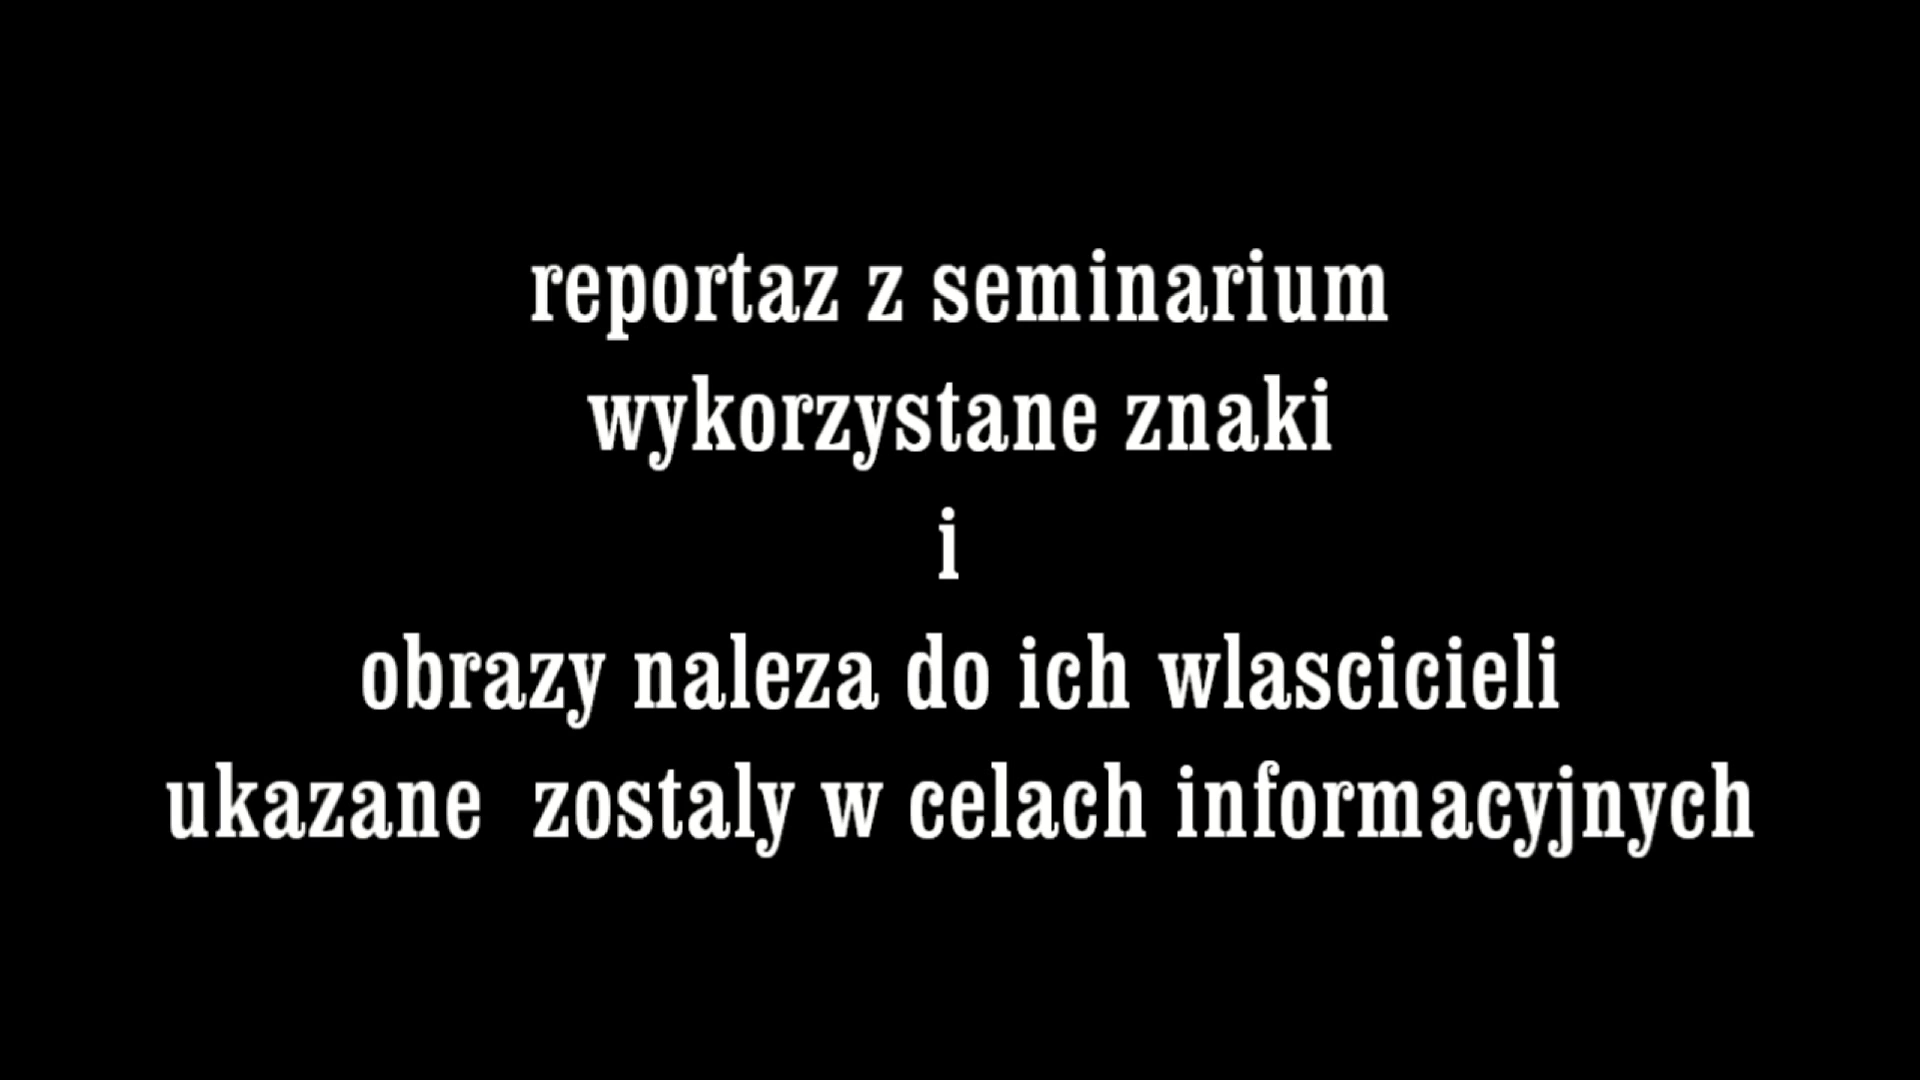 reportaz z seminarium
wykorzystane znaki
i
obrazy naleza do ich wlascicieli
ukazane  zostaly w celach informacyjnych